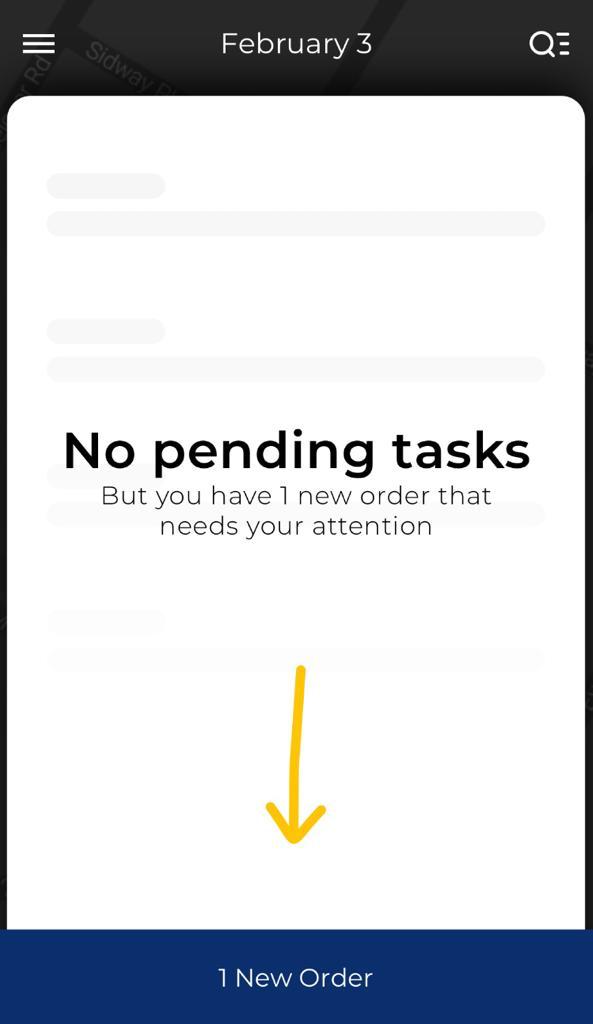 February 3
Sidway Pl
No pending tasks
But you have 1 new order that
needs your attention
1 New Order